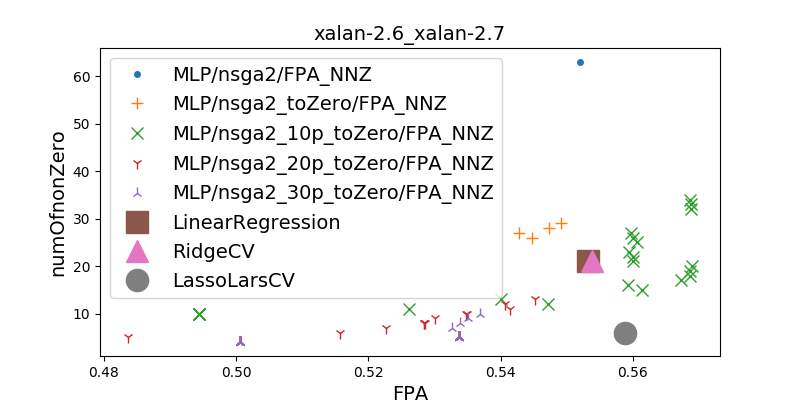 xalan-2.6_xalan-2.7
numOfnonZero
60
50
40
30
20
10
MLP/nsga2/FPA_NNZ
MLP/nsga2_toZero/FPA_NNZ
MLP/nsga2_10p_toZero/FPA_NNZ
MLP/nsga2_20p_toZero/FPA_NNZ
MLP/nsga2_30p_toZero/FPA_NNZ
LinearRegression
RidgeCV
LassoLarsCV
0.48 0.50 0.52 0.54 0.56
FPA